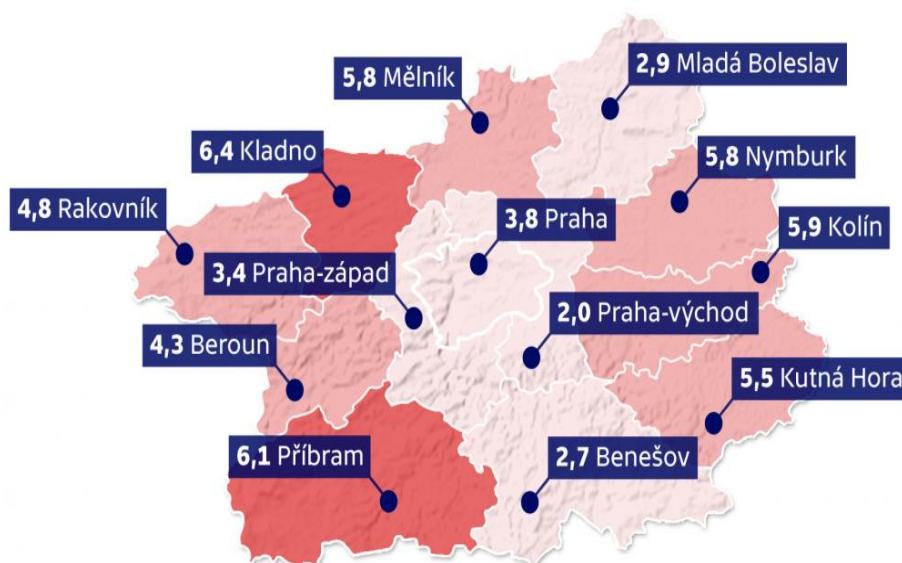 2,9 Mladá Boleslav
5,8 Mělník
6,4 Kladno
5,8 Nymburk
4,8 Rakovník
3,8 Praha
5,9 Kolín
3,4 Praha-západ
2,0 Praha-východ
4,3 Beroun
5,5 Kutná Hora
6,1 Příbram
2,7 Benešov